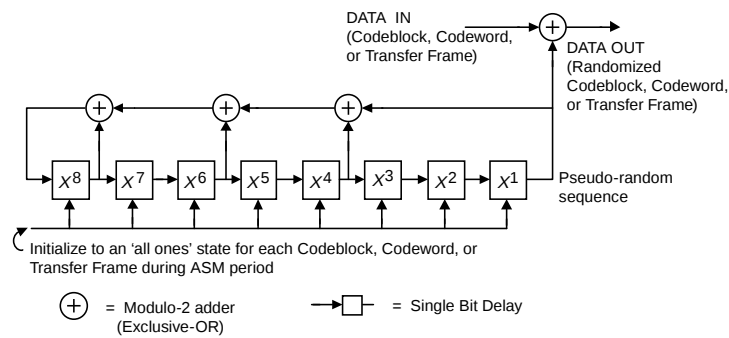 DATA IN
(Codeblock, Codeword,
or Transfer Frame)
DATA OUT
(Randomized
Codeblock, Codeword,
or Transfer Frame)
X8 X7 X6 X5 X4 X3 X2 X1
Pseudo-random
sequence
Initialize to an ‘all ones’ state for each Codeblock, Codeword, or
Transfer Frame during ASM period
= Modulo-2 adder
(Exclusive-OR)
= Single Bit Delay